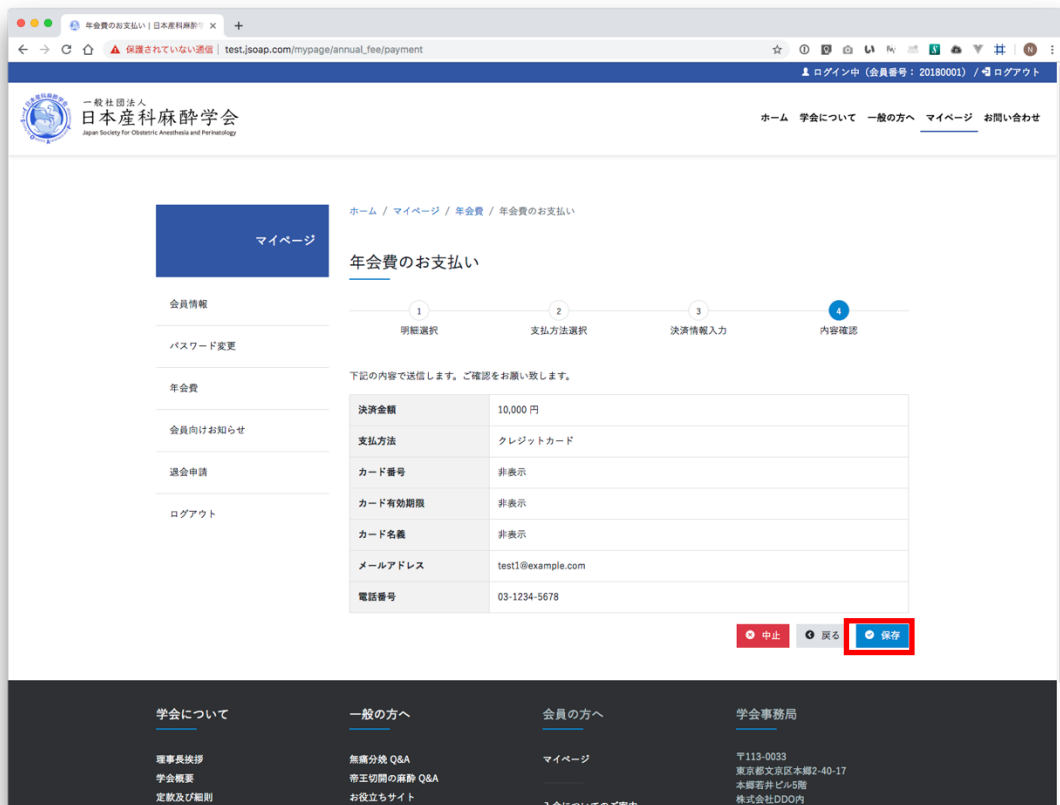 年会費のお支払い | 日本産科麻酔学
保護されていない通信 | test.jsoap.com/mypage/annual_fee/payment
ログイン中（会員番号： 20180001） / ログアウト
一般社団法人
日本産科麻酔学会
Japan Society for Obstetric Anesthesia and Perinatology
ホーム 学会について 一般の方へ マイページ お問い合わせ
ホーム / マイページ / 年会費 / 年会費のお支払い
マイページ
会員情報
パスワード変更
年会費
会員向けお知らせ
退会申請
ログアウト
年会費のお支払い
1 2 3 4
明細選択 支払方法選択 決済情報入力 内容確認
下記の内容で送信します。ご確認をお願い致します。
決済金額 10,000 円
支払方法 クレジットカード
カード番号 非表示
カード有効期限 非表示
カード名義 非表示
メールアドレス test1@example.com
電話番号 03-1234-5678
中止 戻る 保存
学会について
理事長挨拶
学会概要
定款及び細則
一般の方へ
無痛分娩 Q&A
帝王切開の麻酔 Q&A
お役立ちサイト
会員の方へ
マイページ
入会についてのご案内
学会事務局
〒113-0033
東京都文京区本郷2-40-17
本郷若井ビル5階
株式会社DDO内